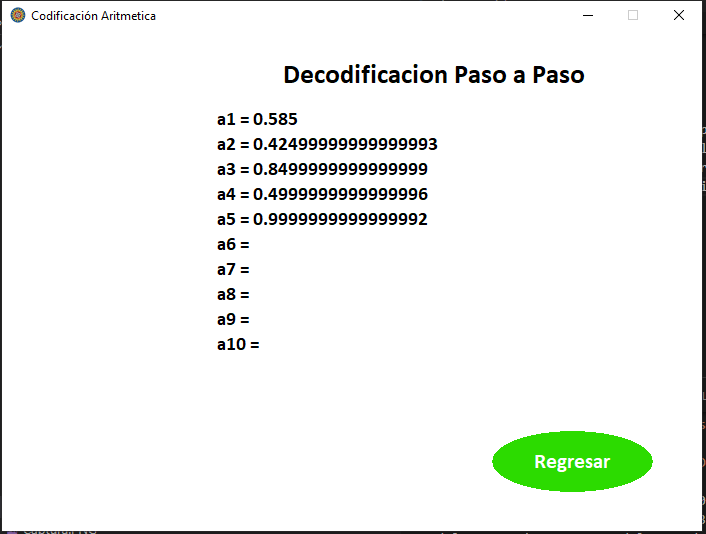 Codificación Aritmetica
Decodificacion Paso a Paso
a1 = 0.585
a2 = 0.42499999999999993
a3 = 0.8499999999999999
a4 = 0.4999999999999996
a5 = 0.9999999999999992
a6 =
a7 =
a8 =
a9 =
a10 =
Regresar